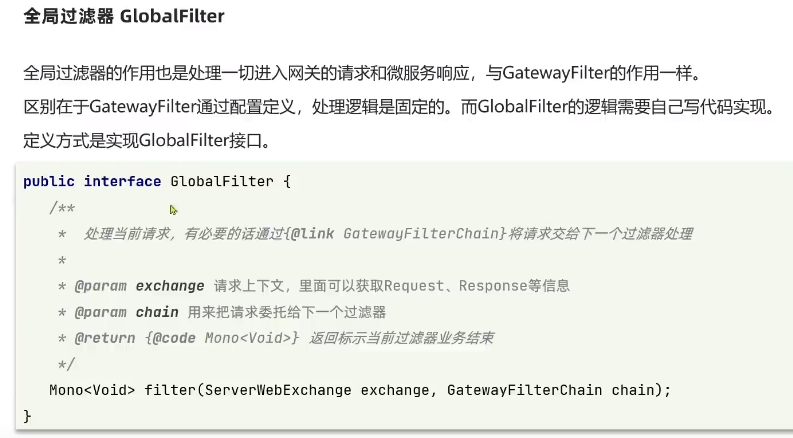 全局过滤器 GlobalFilter
全局过滤器的作用也是处理一切进入网关的请求和微服务响应，与GatewayFilter的作用一样。
区别在于GatewayFilter通过配置定义，处理逻辑是固定的。而GlobalFilter的逻辑需要自己写代码实现。
定义方式是实现GlobalFilter接口。
public interface GlobalFilter {
/**
* 处理当前请求，有必要的话通过{@link GatewayFilterChain}将请求交给下一个过滤器处理
*
* @param exchange 请求上下文，里面可以获取Request、Response等信息
* @param chain 用来把请求委托给下一个过滤器
* @return {@code Mono<Void>} 返回标示当前过滤器业务结束
*/
Mono<Void> filter(ServerWebExchange exchange, GatewayFilterChain chain);
}